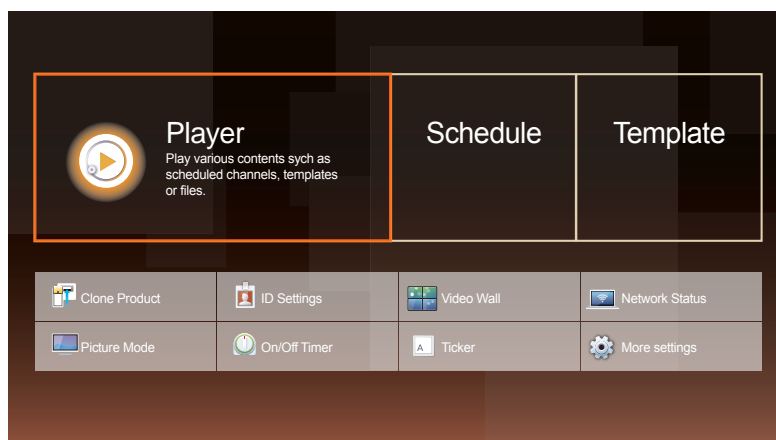 Player
Play various contents sych as
scheduled channels, templates
or files.
Schedule
Template
Clone Product
ID Settings
Video Wall
Network Status
Picture Mode
On/Off Timer
A
Ticker
More settings